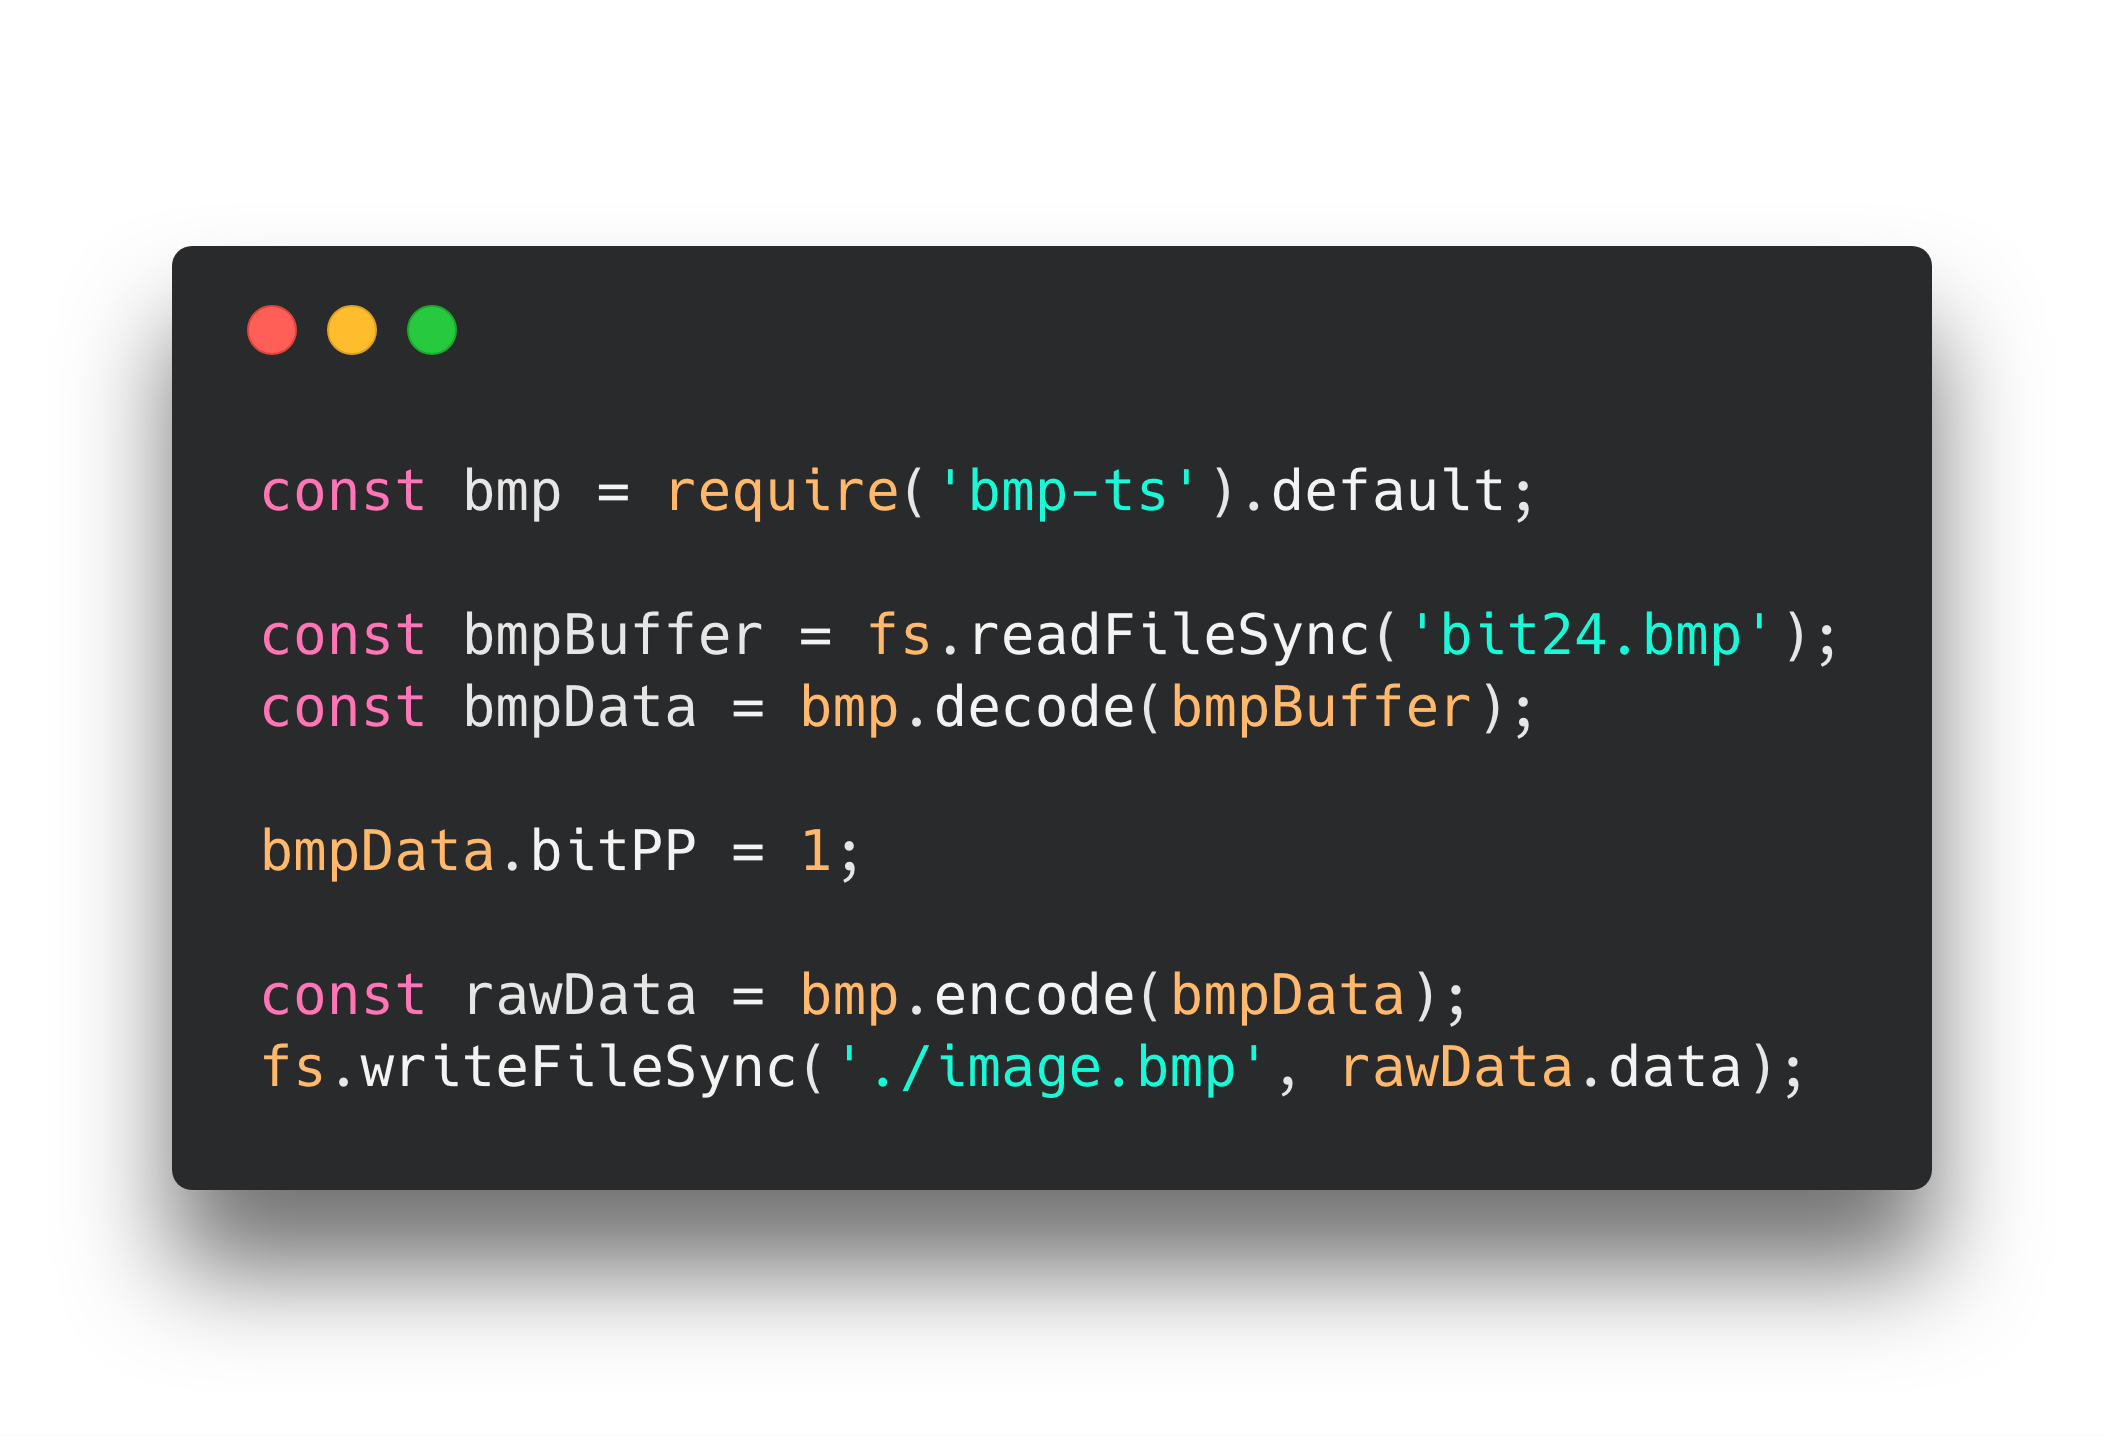 const bmp = require('bmp-ts').default;
const bmpBuffer = fs.readFileSync('bit24.bmp');
const bmpData = bmp.decode(bmpBuffer);
bmpData.bitPP = 1;
const rawData = bmp.encode(bmpData);
fs.writeFileSync('./image.bmp', rawData.data);